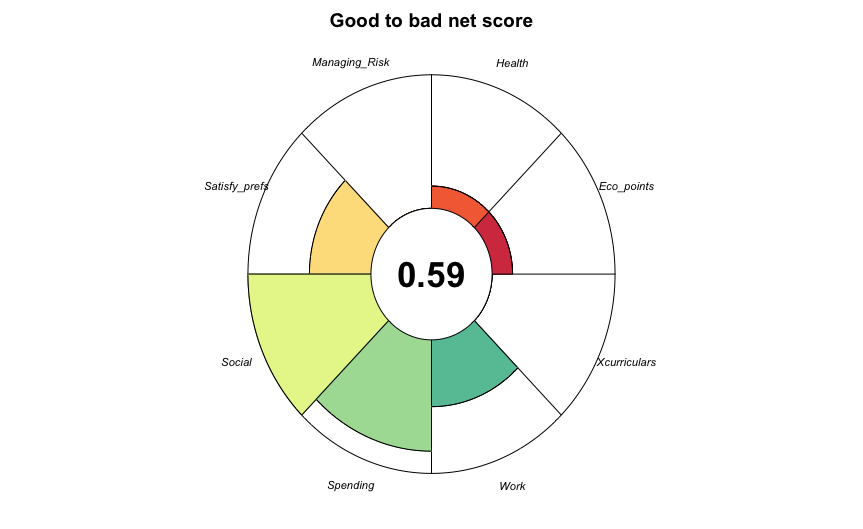 Good to bad net score
Managing_Risk
Health
Satisfy_prefs
Eco_points
0.59
Social
Xcurriculars
Spending
Work